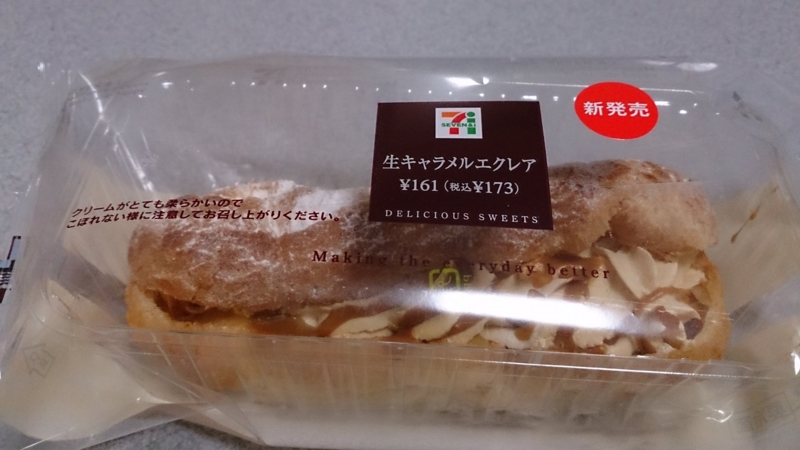 新発売
SEVEN&i
生キャラメルエクレア
¥161(税込¥173)
DELICIOUS SWEETS
クリームがとても柔らかいので
こぼれない様に注意してお召し上がりください。
Making the everyday better